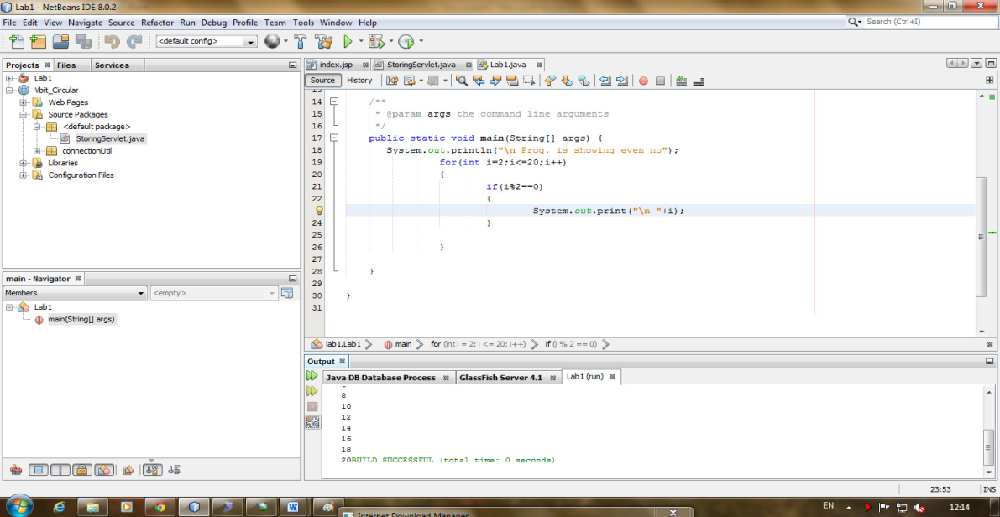 Lab1 - NetBeans IDE 8.0.2
File Edit View Navigate Source Refactor Run Debug Profile Team Tools Window Help
Search (Ctrl+I)
<default config>
Projects Files Services
Lab1
Vbit_Circular
Web Pages
Source Packages
<default package>
StoringServlet.java
connectionUtil
Libraries
Configuration Files
main - Navigator
Members <empty>
Lab1
main(String[] args)
index.jsp StoringServlet.java Lab1.java
Source History
13
14 /**
15 * @param args the command line arguments
16 */
17 public static void main(String[] args) {
18 System.out.println("\n Prog. is showing even no");
19 for(int i=2;i<=20;i++)
20 {
21 if(i%2==0)
22 {
System.out.print("\n "+i);
24 }
25
26 }
27
28 }
29
30 }
31
lab1.Lab1 main for (int i = 2; i <= 20; i++) if (i % 2 == 0)
Output
Java DB Database Process GlassFish Server 4.1 Lab1 (run)
8
10
12
14
16
18
20BUILD SUCCESSFUL (total time: 0 seconds)
23:53 INS
EN 12:14
Internet Download Manager